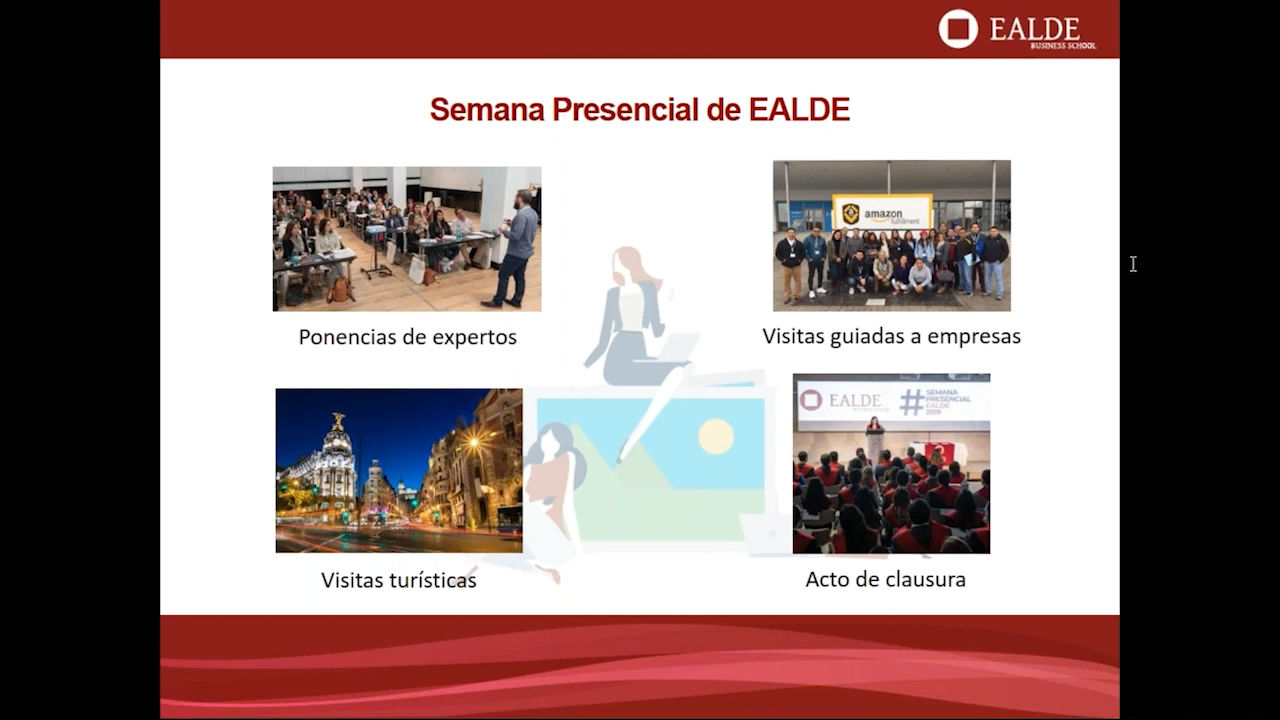 EALDE
BUSINESS SCHOOL
Semana Presencial de EALDE
amazon
fulfillment
Ponencias de expertos
Visitas guiadas a empresas
EALDE
SEMANA
PRESENCIAL
EALDE
2019
Visitas turísticas
Acto de clausura